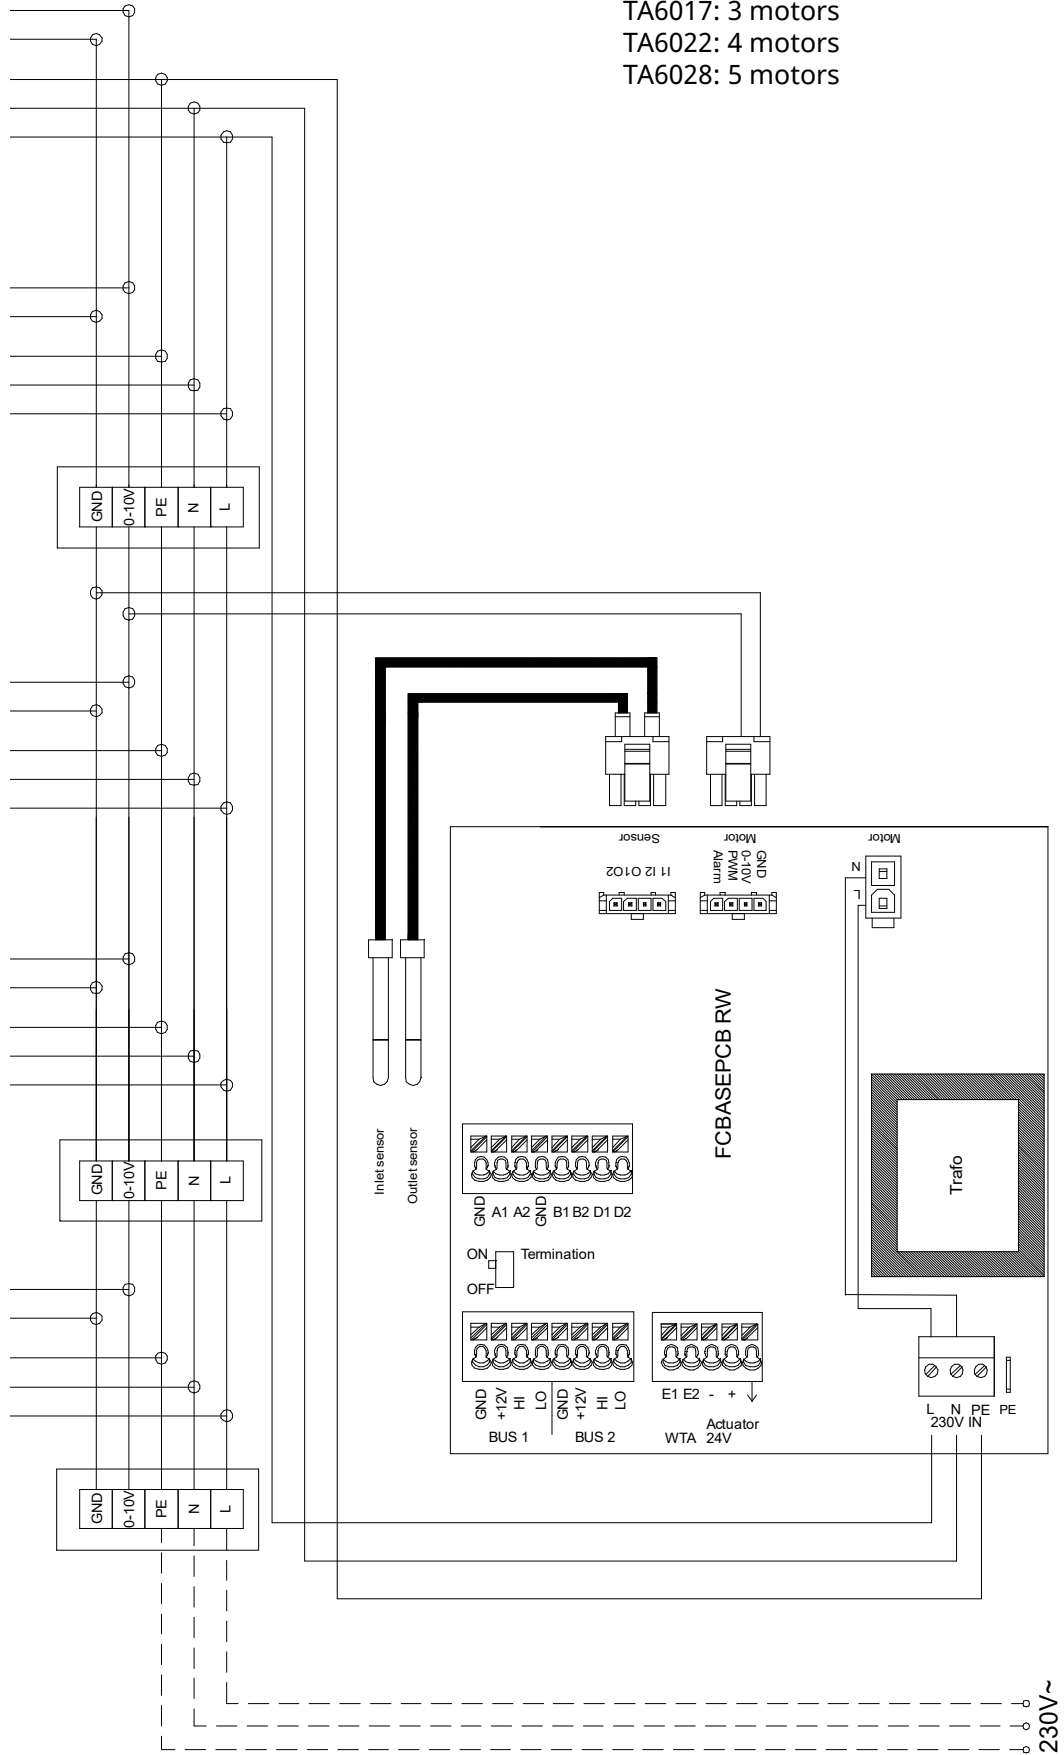 TA6017: 3 motors
TA6022: 4 motors
TA6028: 5 motors
GND
0-10V
PE
N
L
Sensor
I1 I2 O1O2
Motor
GND
0-10V
PWM
Alarm
Motor
N
L
FCBASEPCB RW
Inlet sensor
Outlet sensor
Trafo
GND A1 A2 GND B1 B2 D1 D2
GND
0-10V
PE
N
L
ON
Termination
OFF
GND +12V HI LO GND +12V HI LO
BUS 1 BUS 2
E1 E2 - +
WTA
Actuator
24V
L N PE PE
230V IN
GND
0-10V
PE
N
L
230V~